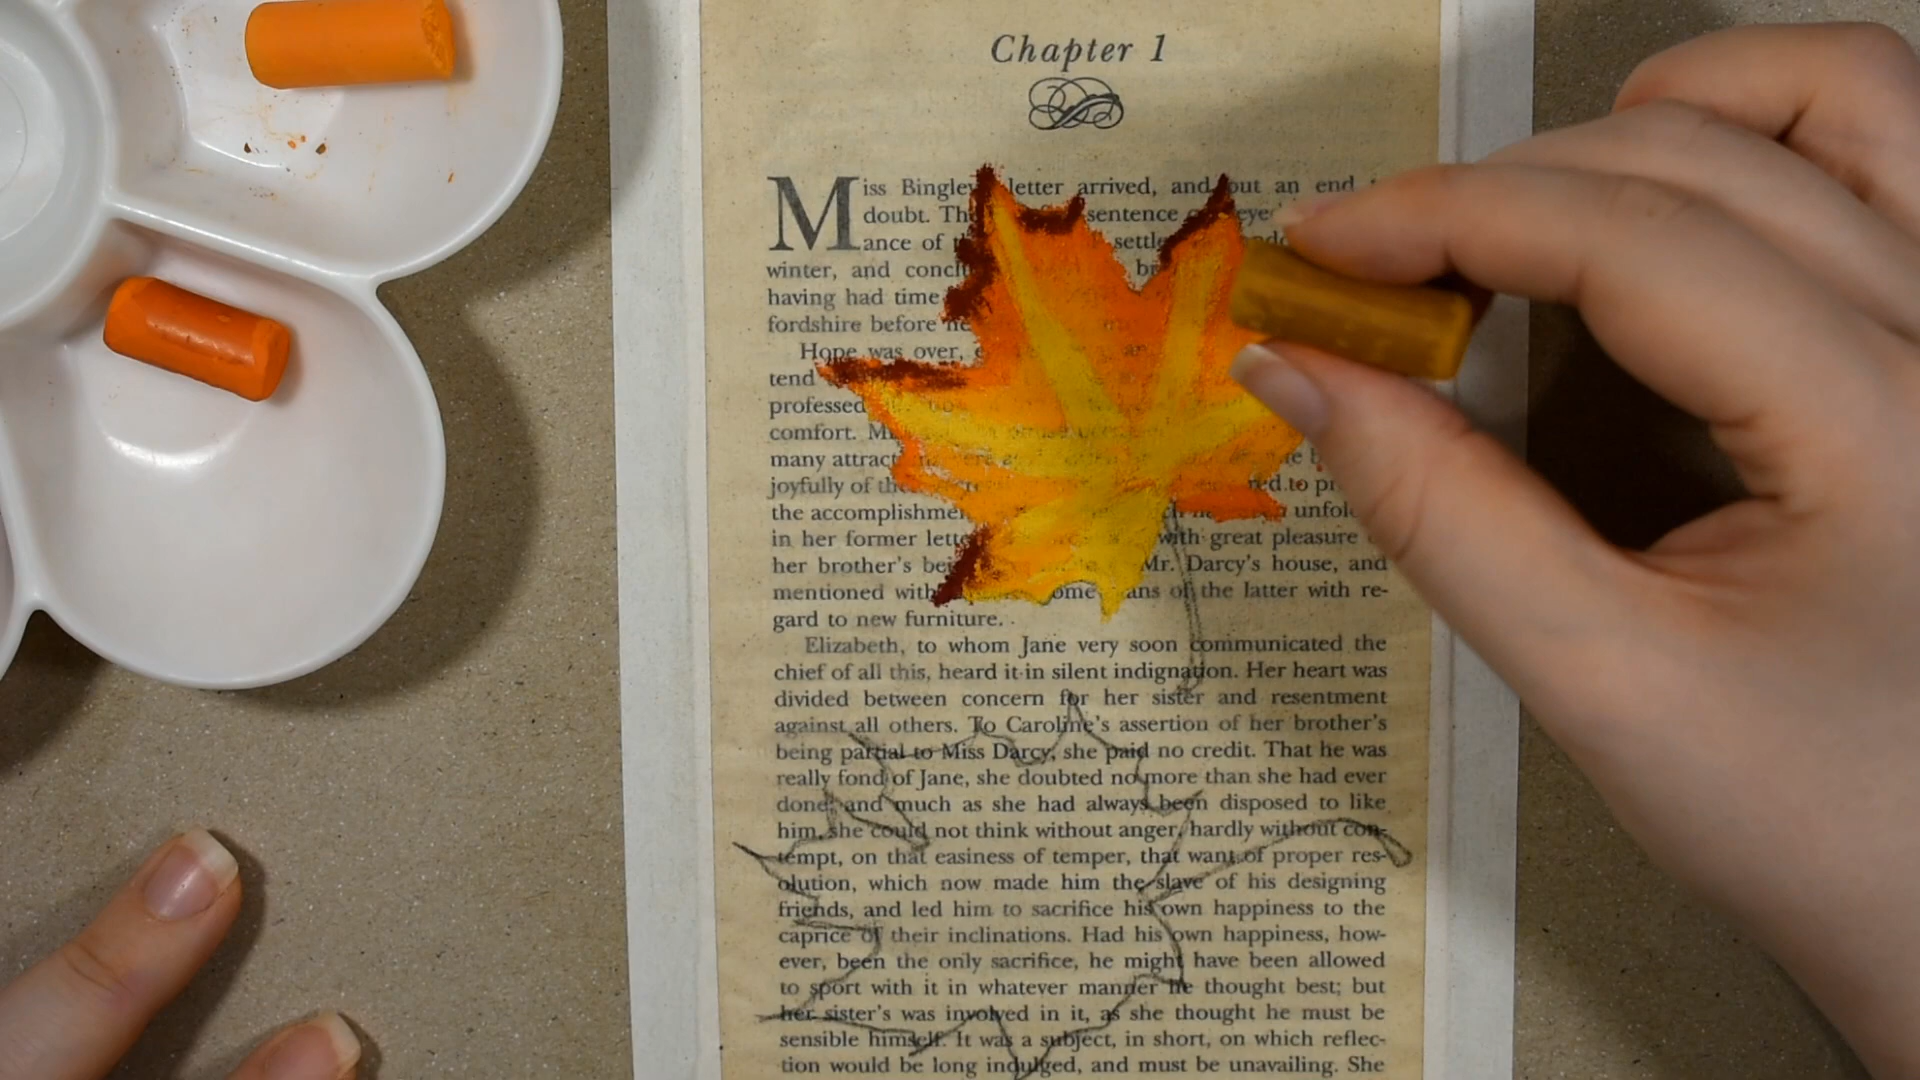 Chapter 1
Miss Bingley letter arrived, and put an end
doubt. The sentence
ance of settle
winter, and
having had time
fordshire before
Hope was over,
tend
professed
comfort.
many
joyfully of
red to
the unfol
in her former with great pleasure
her brother's Mr. Darcy's house, and
mentioned with of the latter with re-
gard to new furniture.
Elizabeth, to whom Jane very soon communicated the
chief of all this, heard it in silent indignation. Her heart was
divided between concern for her sister and resentment
against all others. To Caroline's assertion of her brother's
being partial to Miss Darcy, she paid no credit. That he was
really fond of Jane, she doubted no more than she had ever
done; and much as she had always been disposed to like
him, she could not think without anger, hardly without con-
tempt, on that easiness of temper, that want of proper res-
olution, which now made him the slave of his designing
friends, and led him to sacrifice his own happiness to the
caprice of their inclinations. Had his own happiness, how-
ever, been the only sacrifice, he might have been allowed
to sport with it in whatever manner he thought best; but
her sister's was involved in it, as she thought he must be
sensible himself. It was a subject, in short, on which reflec-
tion would be long indulged, and must be unavailing. She